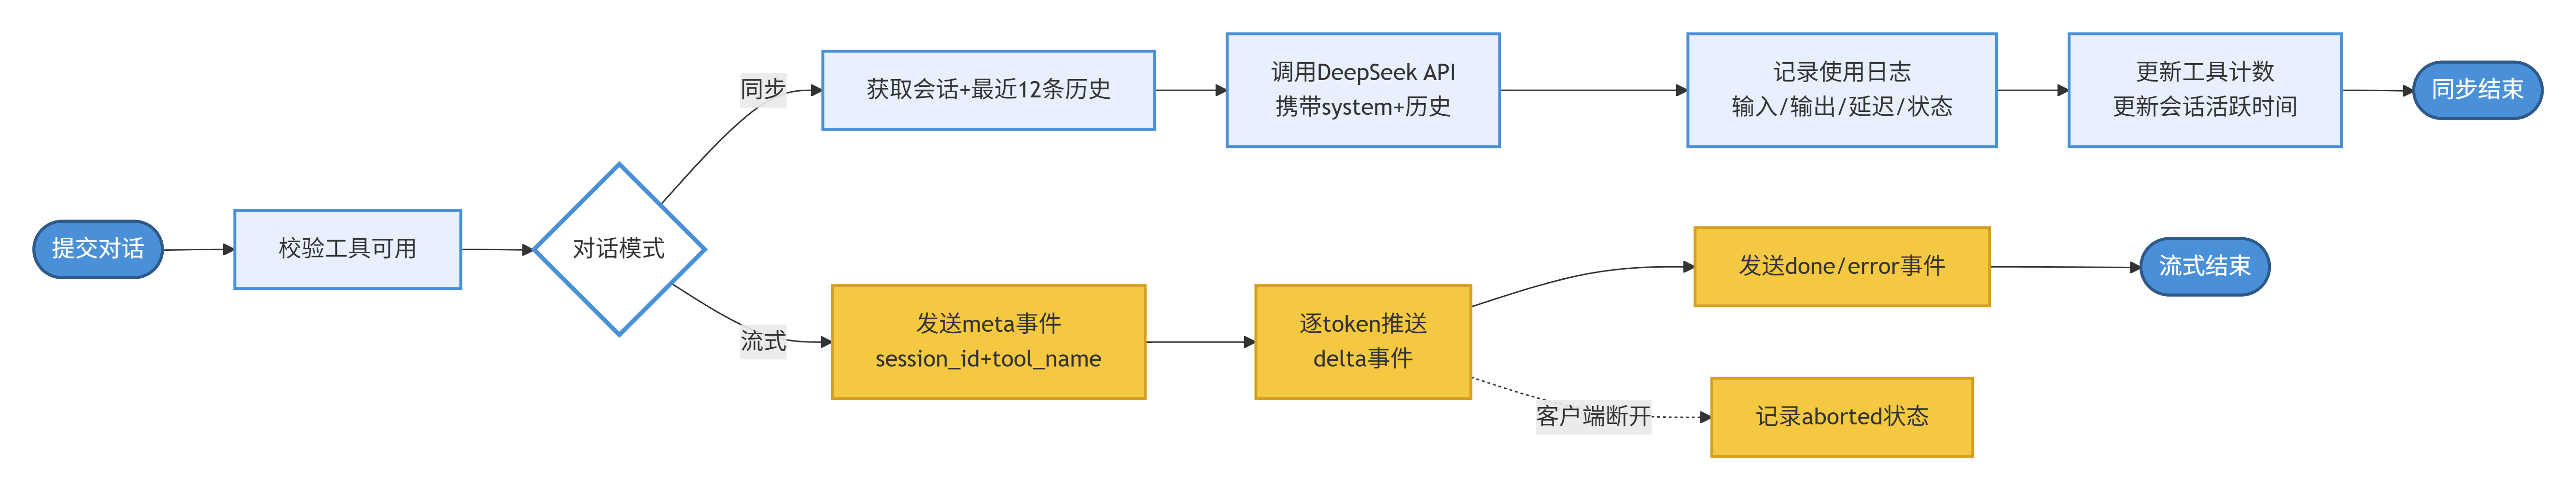 提交对话
校验工具可用
对话模式
同步
获取会话+最近12条历史
调用DeepSeek API
携带system+历史
记录使用日志
输入/输出/延迟/状态
更新工具计数
更新会话活跃时间
同步结束
流式
发送meta事件
session_id+tool_name
逐token推送
delta事件
发送done/error事件
流式结束
客户端断开
记录aborted状态